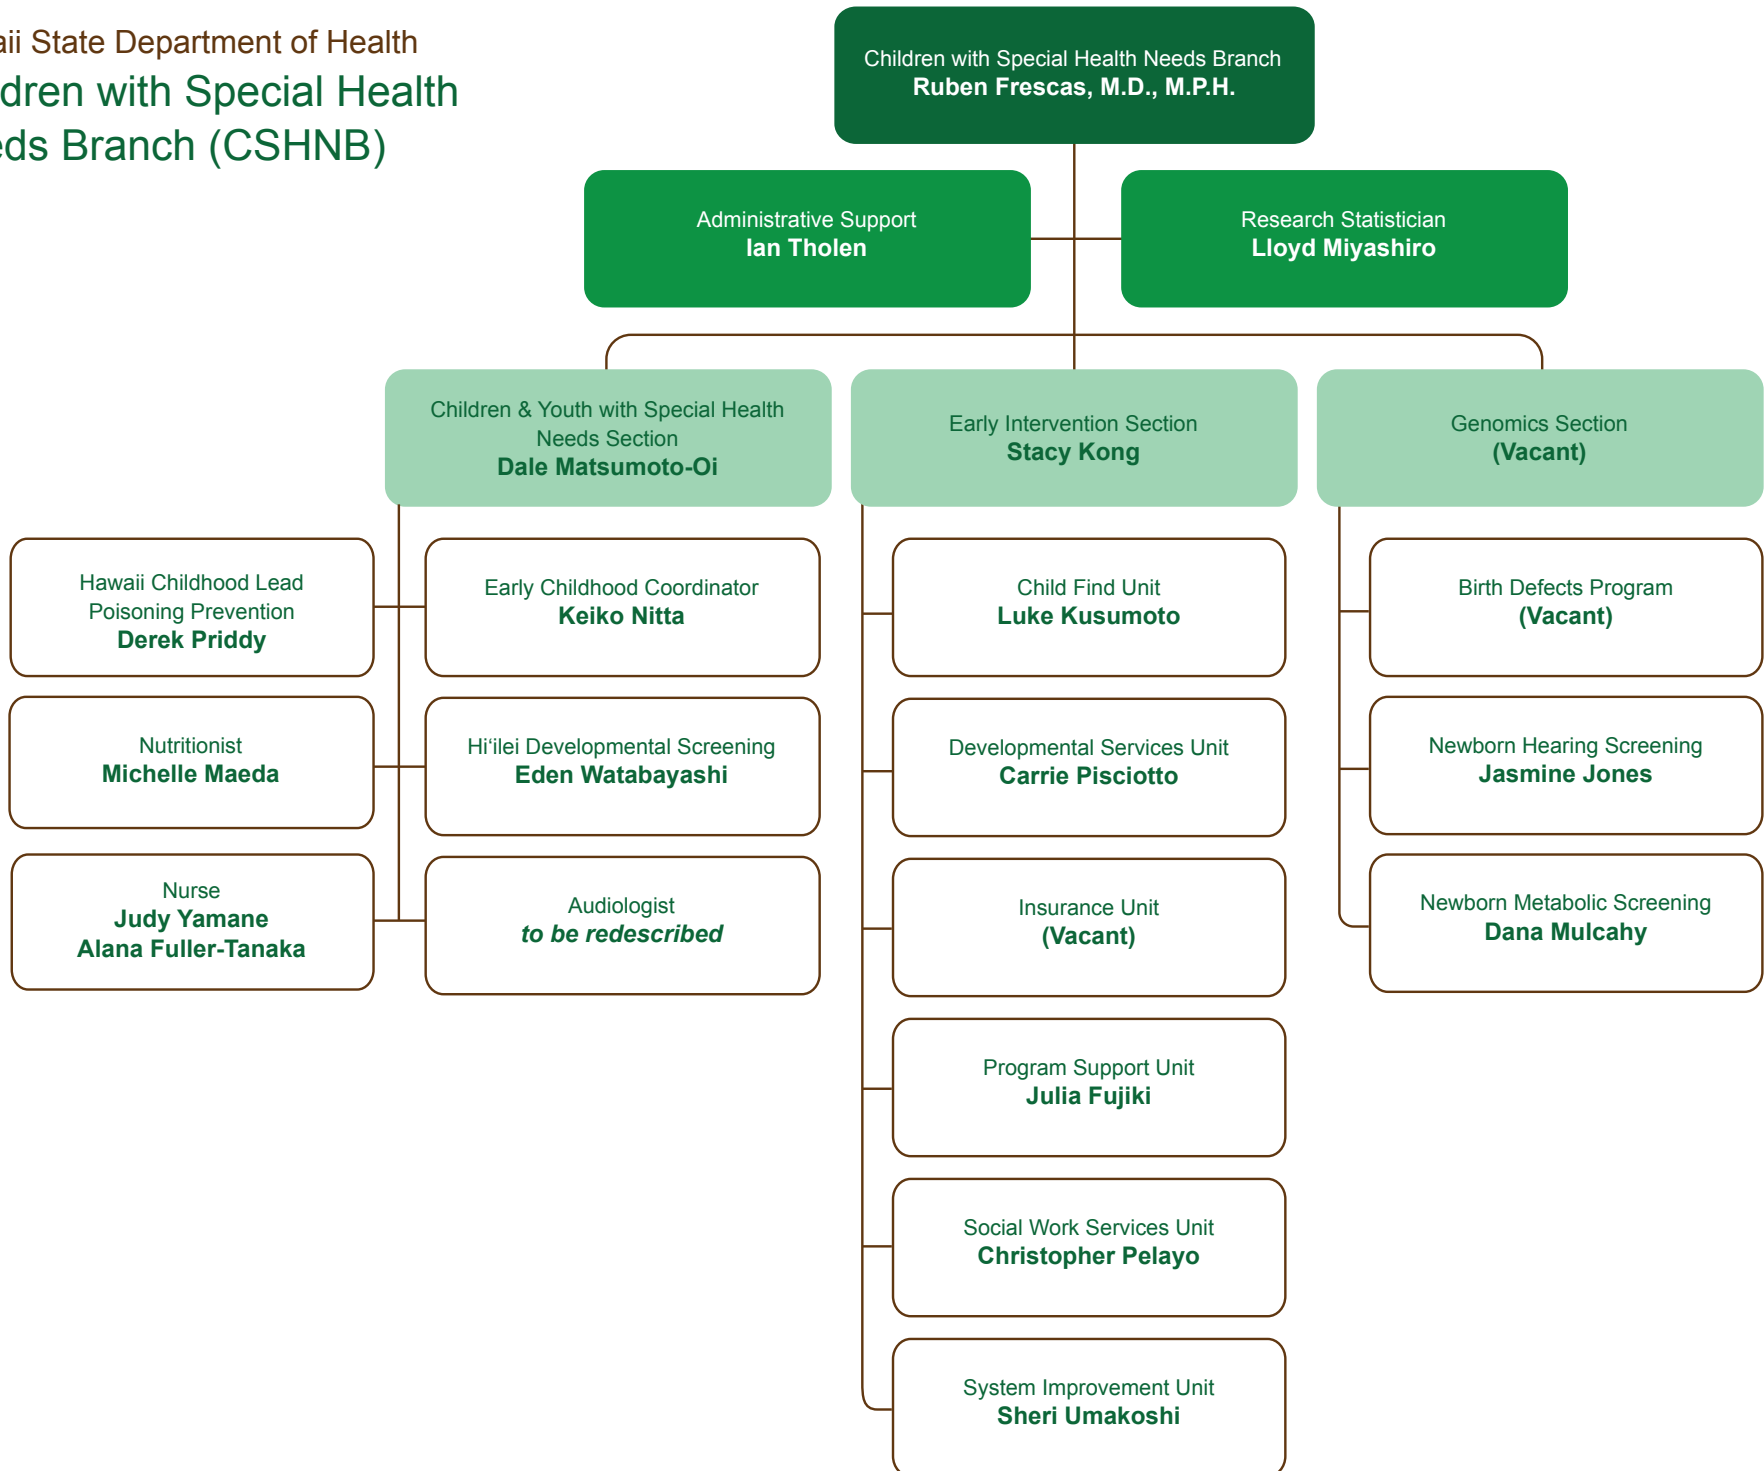 aii State Department of Health
dren with Special Health
eds Branch (CSHNB)
Children with Special Health Needs Branch
Ruben Frescas, M.D., M.P.H.
Administrative Support
Ian Tholen
Research Statistician
Lloyd Miyashiro
Children & Youth with Special Health
Needs Section
Dale Matsumoto-Oi
Early Intervention Section
Stacy Kong
Genomics Section
(Vacant)
Hawaii Childhood Lead
Poisoning Prevention
Derek Priddy
Early Childhood Coordinator
Keiko Nitta
Child Find Unit
Luke Kusumoto
Birth Defects Program
(Vacant)
Nutritionist
Michelle Maeda
Hi‘ilei Developmental Screening
Eden Watabayashi
Developmental Services Unit
Carrie Pisciotto
Newborn Hearing Screening
Jasmine Jones
Nurse
Judy Yamane
Alana Fuller-Tanaka
Audiologist
to be redescribed
Insurance Unit
(Vacant)
Newborn Metabolic Screening
Dana Mulcahy
Program Support Unit
Julia Fujiki
Social Work Services Unit
Christopher Pelayo
System Improvement Unit
Sheri Umakoshi